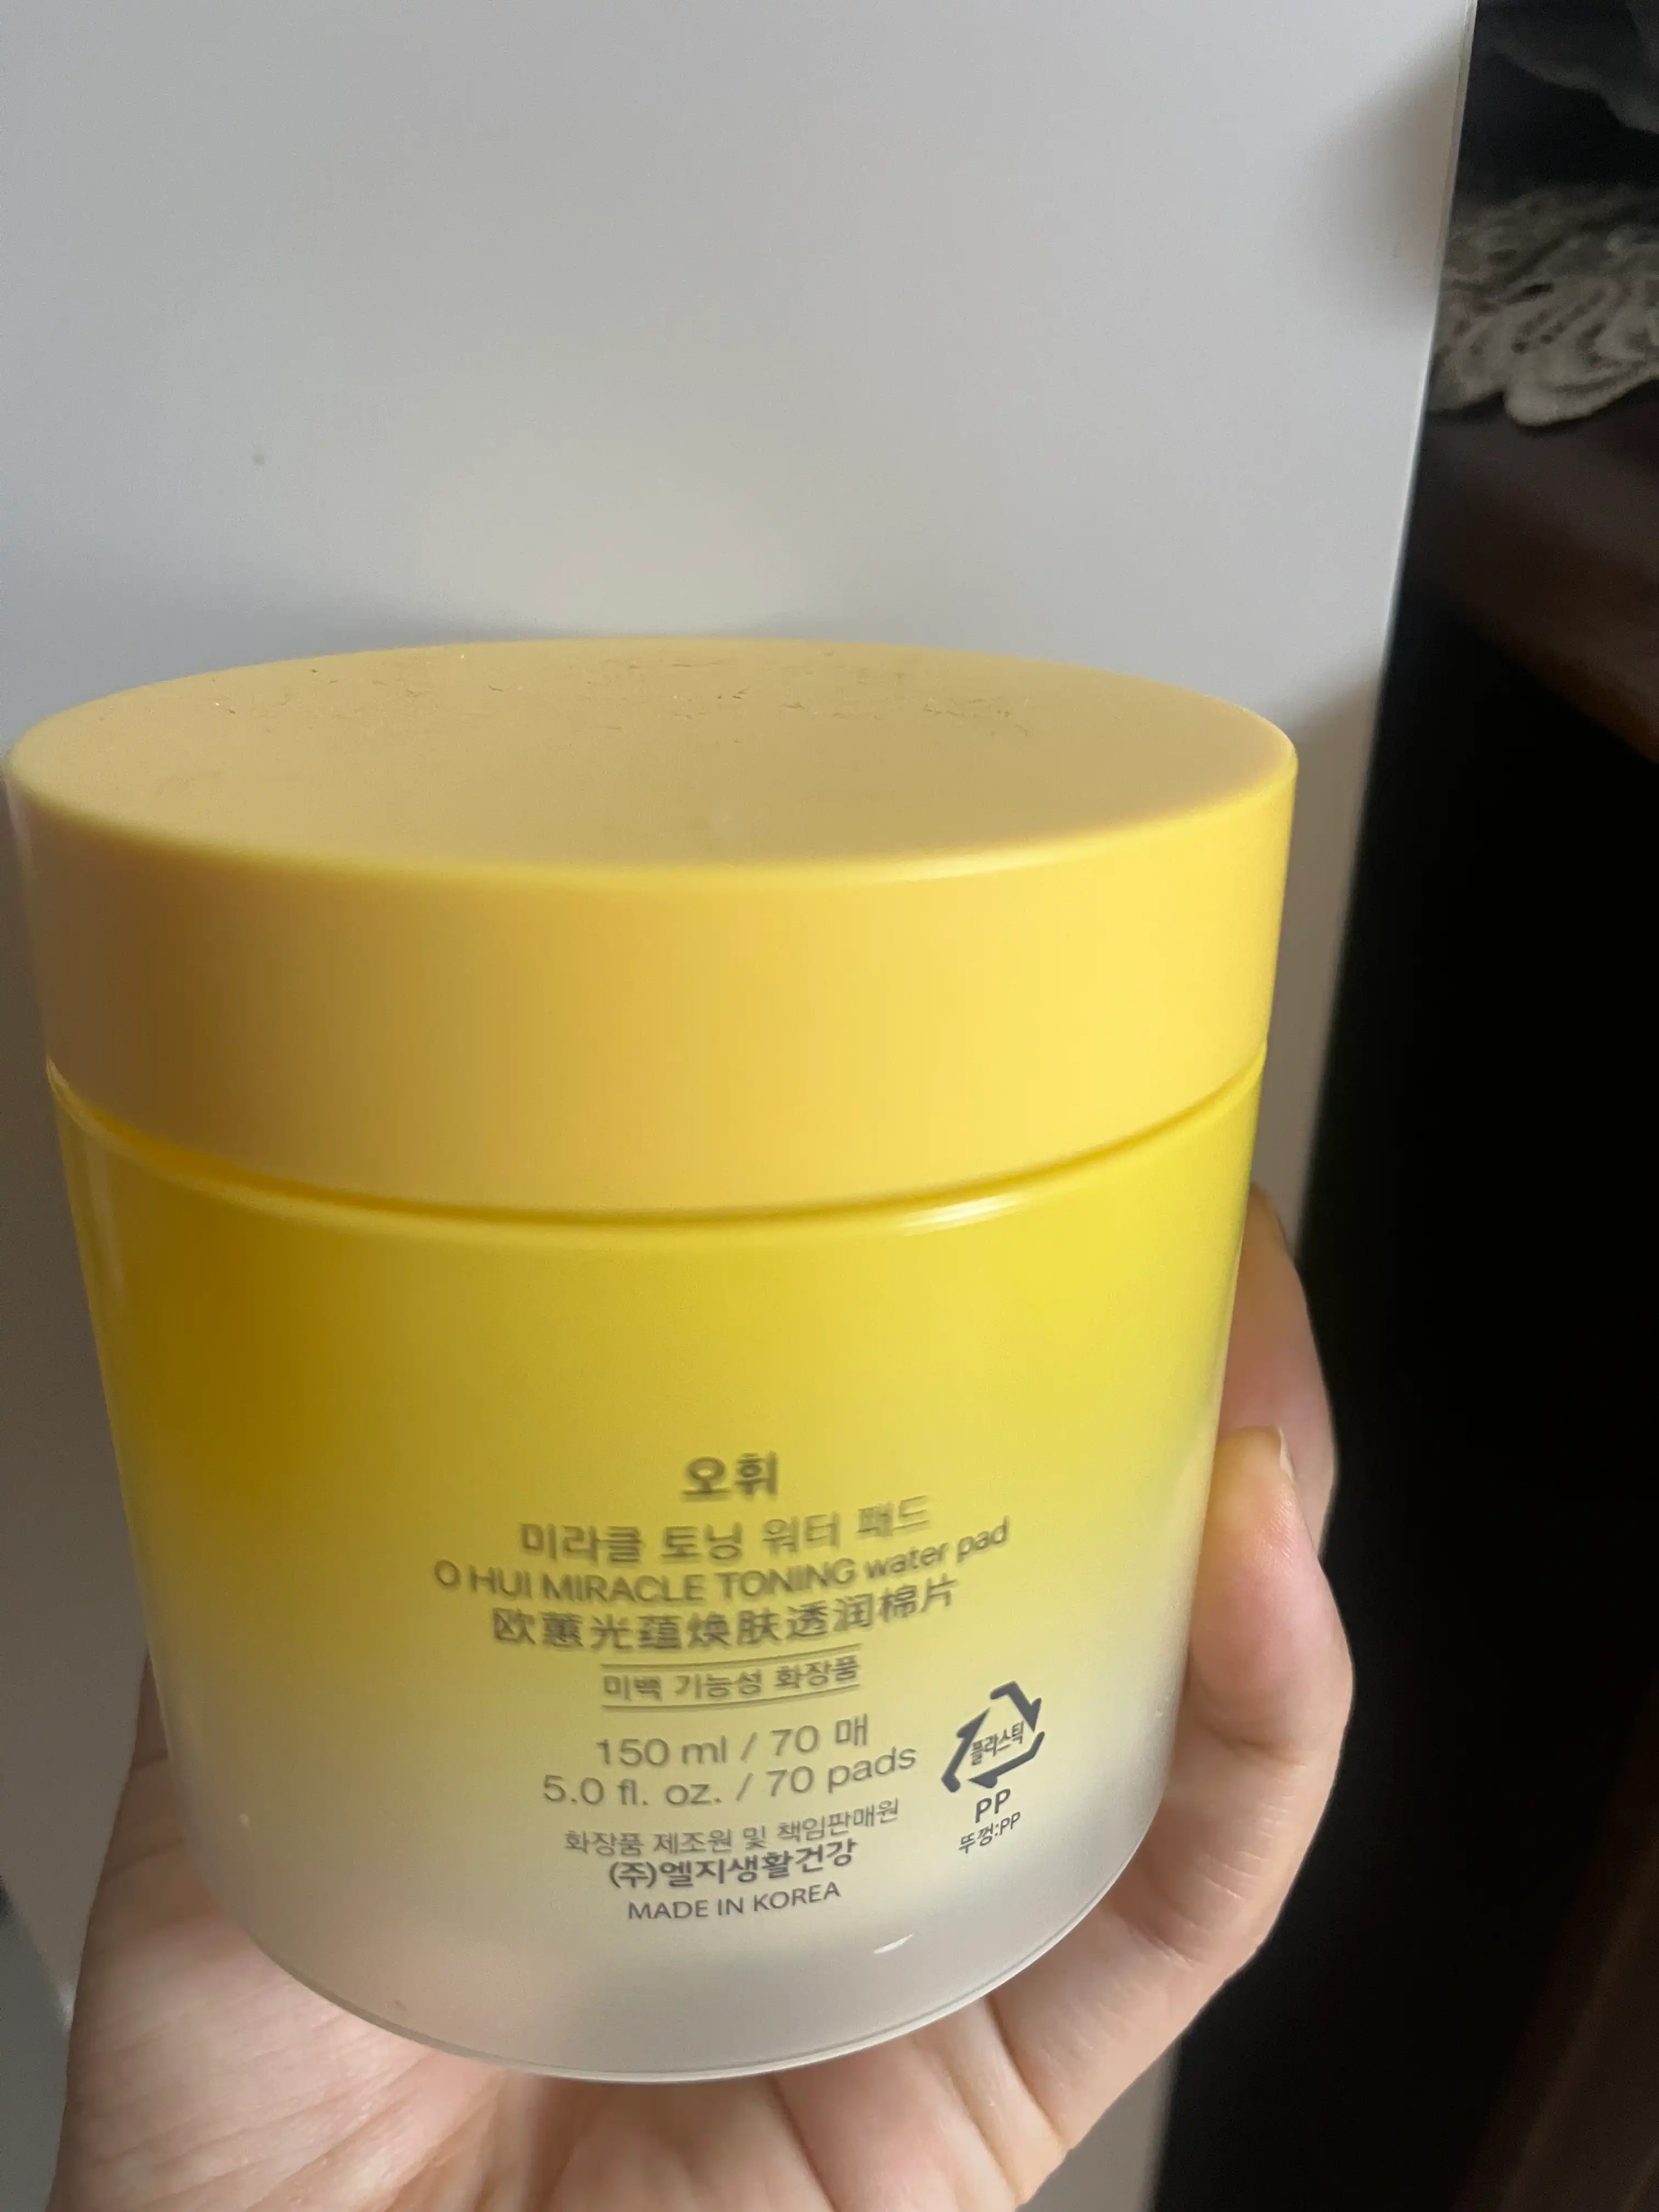 오휘
미라클 토닝 워터 패드
O HUI MIRACLE TONING water pad
欧蕙光蕴焕肤透润棉片
미백 기능성 화장품
150 ml / 70 매
5.0 fl. oz. / 70 pads
화장품 제조원 및 책임판매원
(주)엘지생활건강
MADE IN KOREA
플라스틱
PP
뚜껑:PP